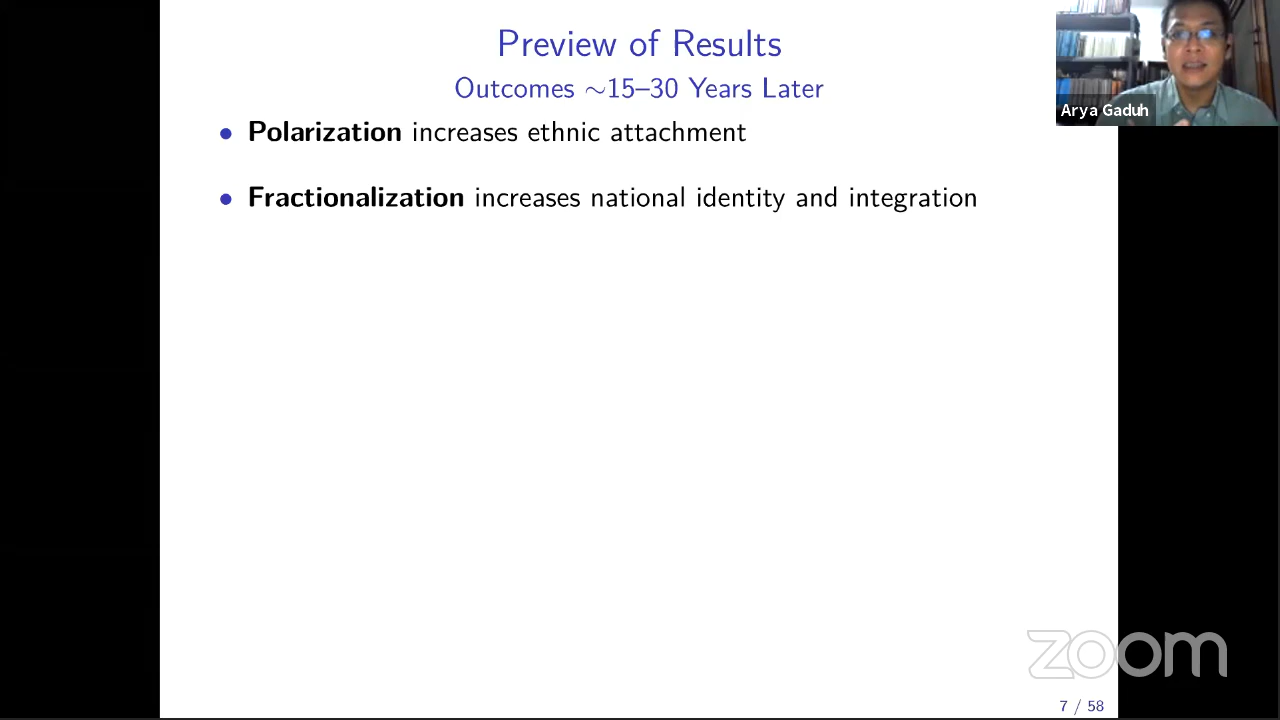 Preview of Results
Outcomes ~15–30 Years Later
• Polarization increases ethnic attachment
• Fractionalization increases national identity and integration
Arya Gaduh
zoom
7 / 58